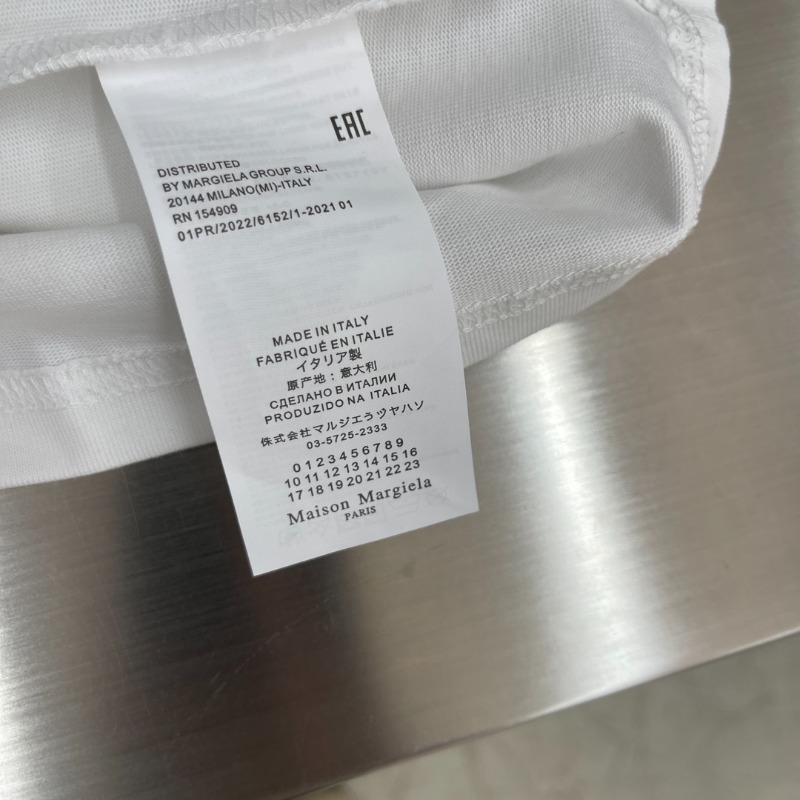 EAC
DISTRIBUTED
BY MARGIELA GROUP S.R.L.
20144 MILANO(MI)-ITALY
RN 154909
01PR/2022/6152/1-2021 01
MADE IN ITALY
FABRIQUÉ EN ITALIE
イタリア製
原产地：意大利
СДЕЛАНО В ИТАЛИИ
PRODUZIDO NA ITALIA
侏式会社マルジエぅヅヤハソ
03-5725-2333
0 1 2 3 4 5 6 7 8 9
10 11 12 13 14 15 16
17 18 19 20 21 22 23
Maison Margiela
PARIS